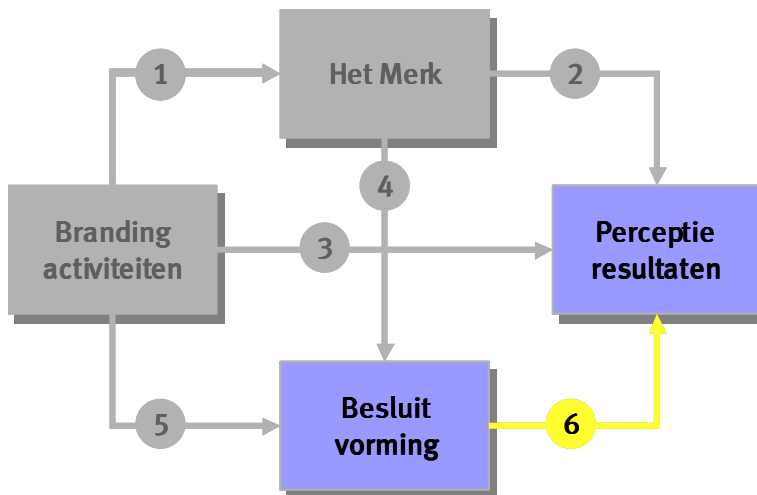 1
Het Merk
2
4
Branding
activiteiten
3
Perceptie
resultaten
5
Besluit
vorming
6